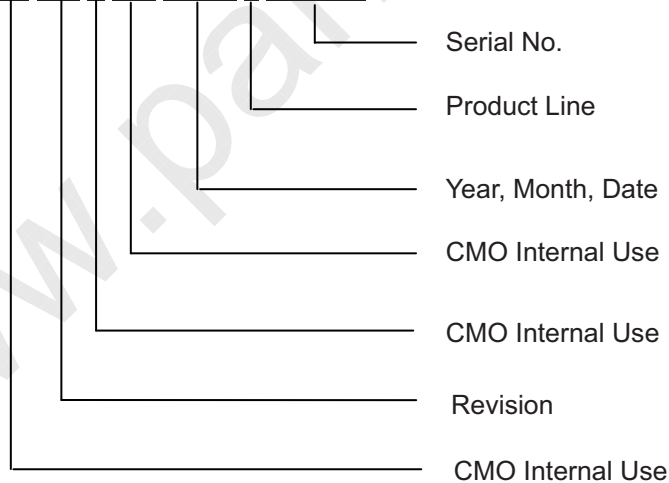 Serial No.
Product Line
Year, Month, Date
CMO Internal Use
CMO Internal Use
Revision
CMO Internal Use